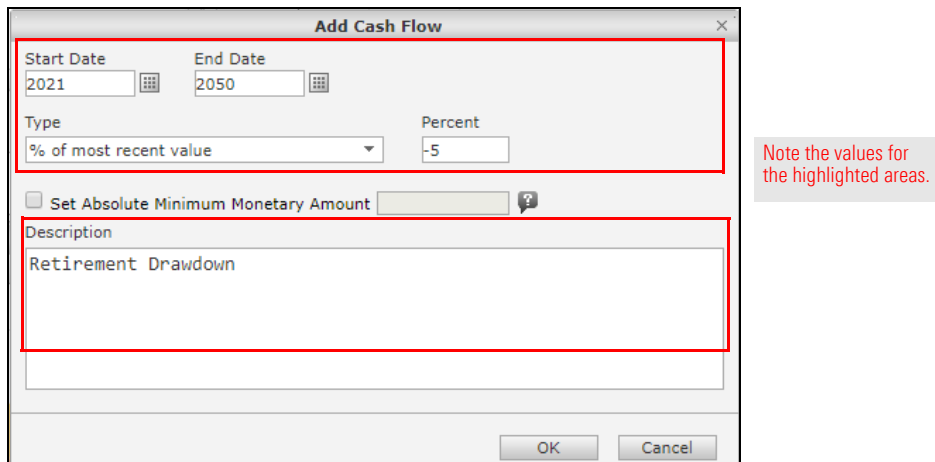 Add Cash Flow
Start Date End Date
2021 2050
Type Percent
% of most recent value -5
Note the values for
the highlighted areas.
Set Absolute Minimum Monetary Amount ?
Description
Retirement Drawdown
OK Cancel